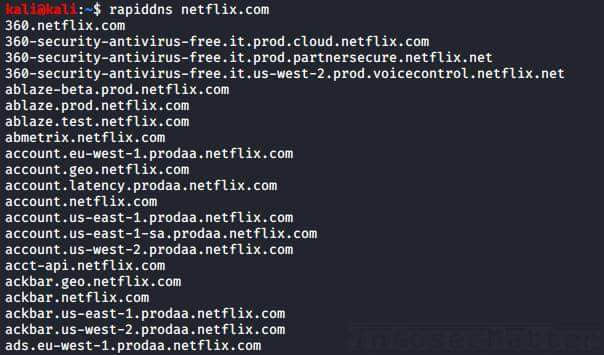 kali@kali:~$ rapiddns netflix.com
360.netflix.com
360-security-antivirus-free.it.prod.cloud.netflix.com
360-security-antivirus-free.it.prod.partnersecure.netflix.net
360-security-antivirus-free.it.us-west-2.prod.voicecontrol.netflix.net
ablaze-beta.prod.netflix.com
ablaze.prod.netflix.com
ablaze.test.netflix.com
abmetrix.netflix.com
account.eu-west-1.prodaa.netflix.com
account.geo.netflix.com
account.latency.prodaa.netflix.com
account.netflix.com
account.us-east-1.prodaa.netflix.com
account.us-east-1-sa.prodaa.netflix.com
account.us-west-2.prodaa.netflix.com
acct-api.netflix.com
ackbar.geo.netflix.com
ackbar.netflix.com
ackbar.us-east-1.prodaa.netflix.com
ackbar.us-west-2.prodaa.netflix.com
ads.eu-west-1.prodaa.netflix.com